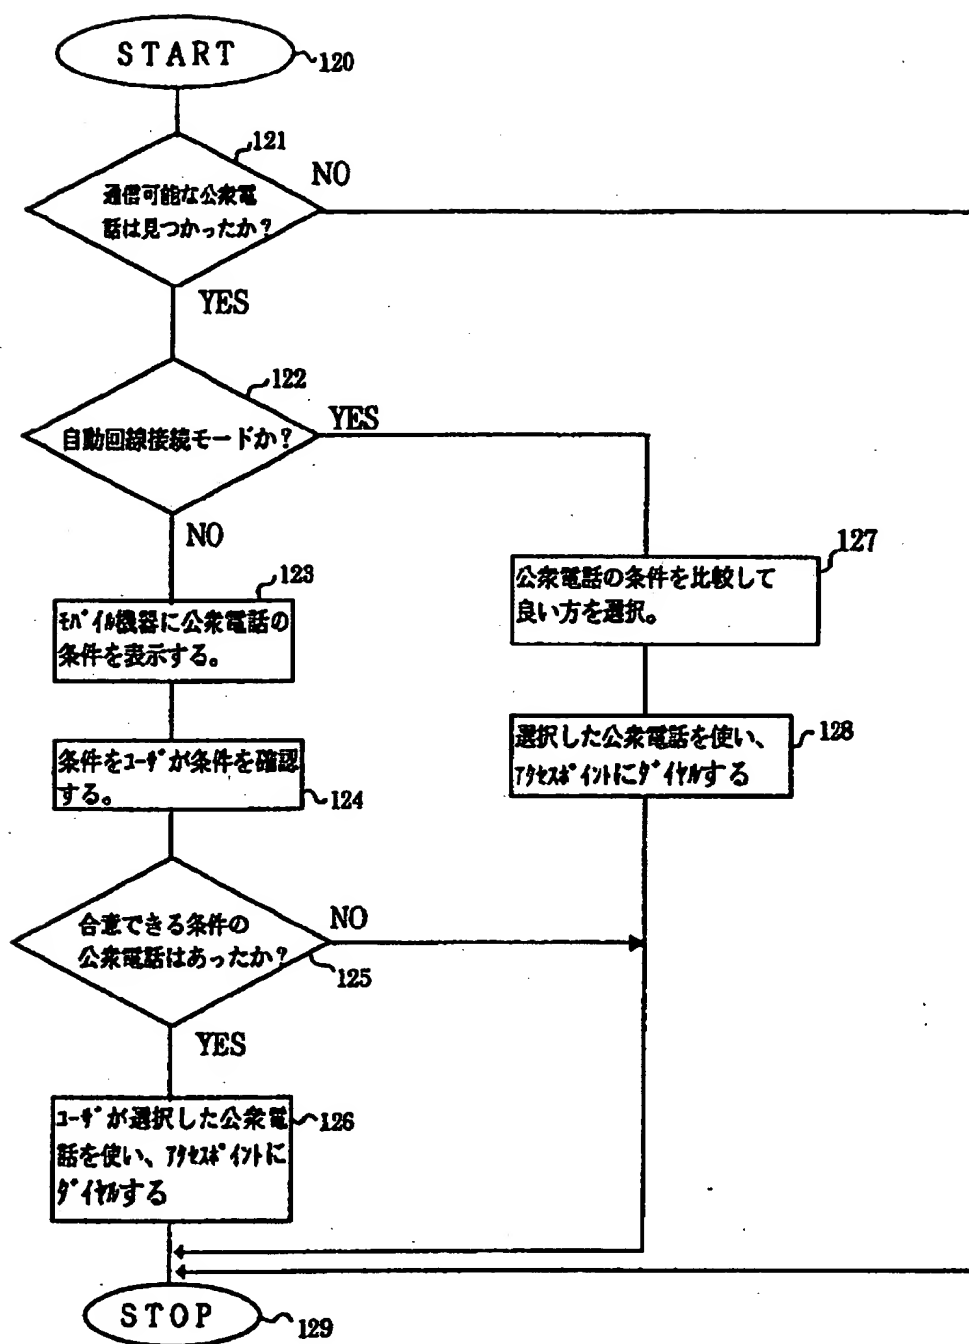 START
120
121
NO
通信可能な公衆電
話は見つかったか?
YES
122
YES
自動回線接続モードか?
NO
127
123
公衆電話の条件を比較して
良い方を選択。
ﾓﾊﾞｲﾙ機器に公衆電話の
条件を表示する。
128
選択した公衆電話を使い、
ｱｸｾｽﾎﾟｲﾝﾄにﾀﾞｲﾔﾙする
条件をﾕｰｻﾞが条件を確認
する。
124
NO
合意できる条件の
公衆電話はあったか?
125
YES
ﾕｰｻﾞが選択した公衆電
話を使い、ｱｸｾｽﾎﾟｲﾝﾄに
ﾀﾞｲﾔﾙする
126
STOP
129